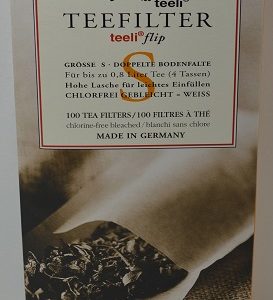 teeli®
TEEFILTER
teeli® flip
S
GRÖSSE S - DOPPELTE BODENFALTE
Für bis zu 0,8 Liter Tee (4 Tassen)
Hohe Lasche für leichtes Einfüllen
CHLORFREI GEBLEICHT - WEISS
100 TEA FILTERS/100 FILTRES À THÉ
chlorine-free bleached / blanchi sans chlore
MADE IN GERMANY